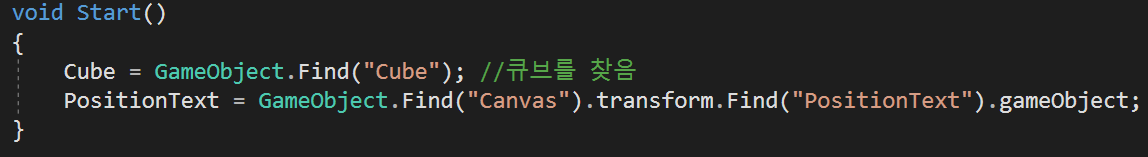 void Start()
{
Cube = GameObject.Find("Cube"); //큐브를 찾음
PositionText = GameObject.Find("Canvas").transform.Find("PositionText").gameObject;
}